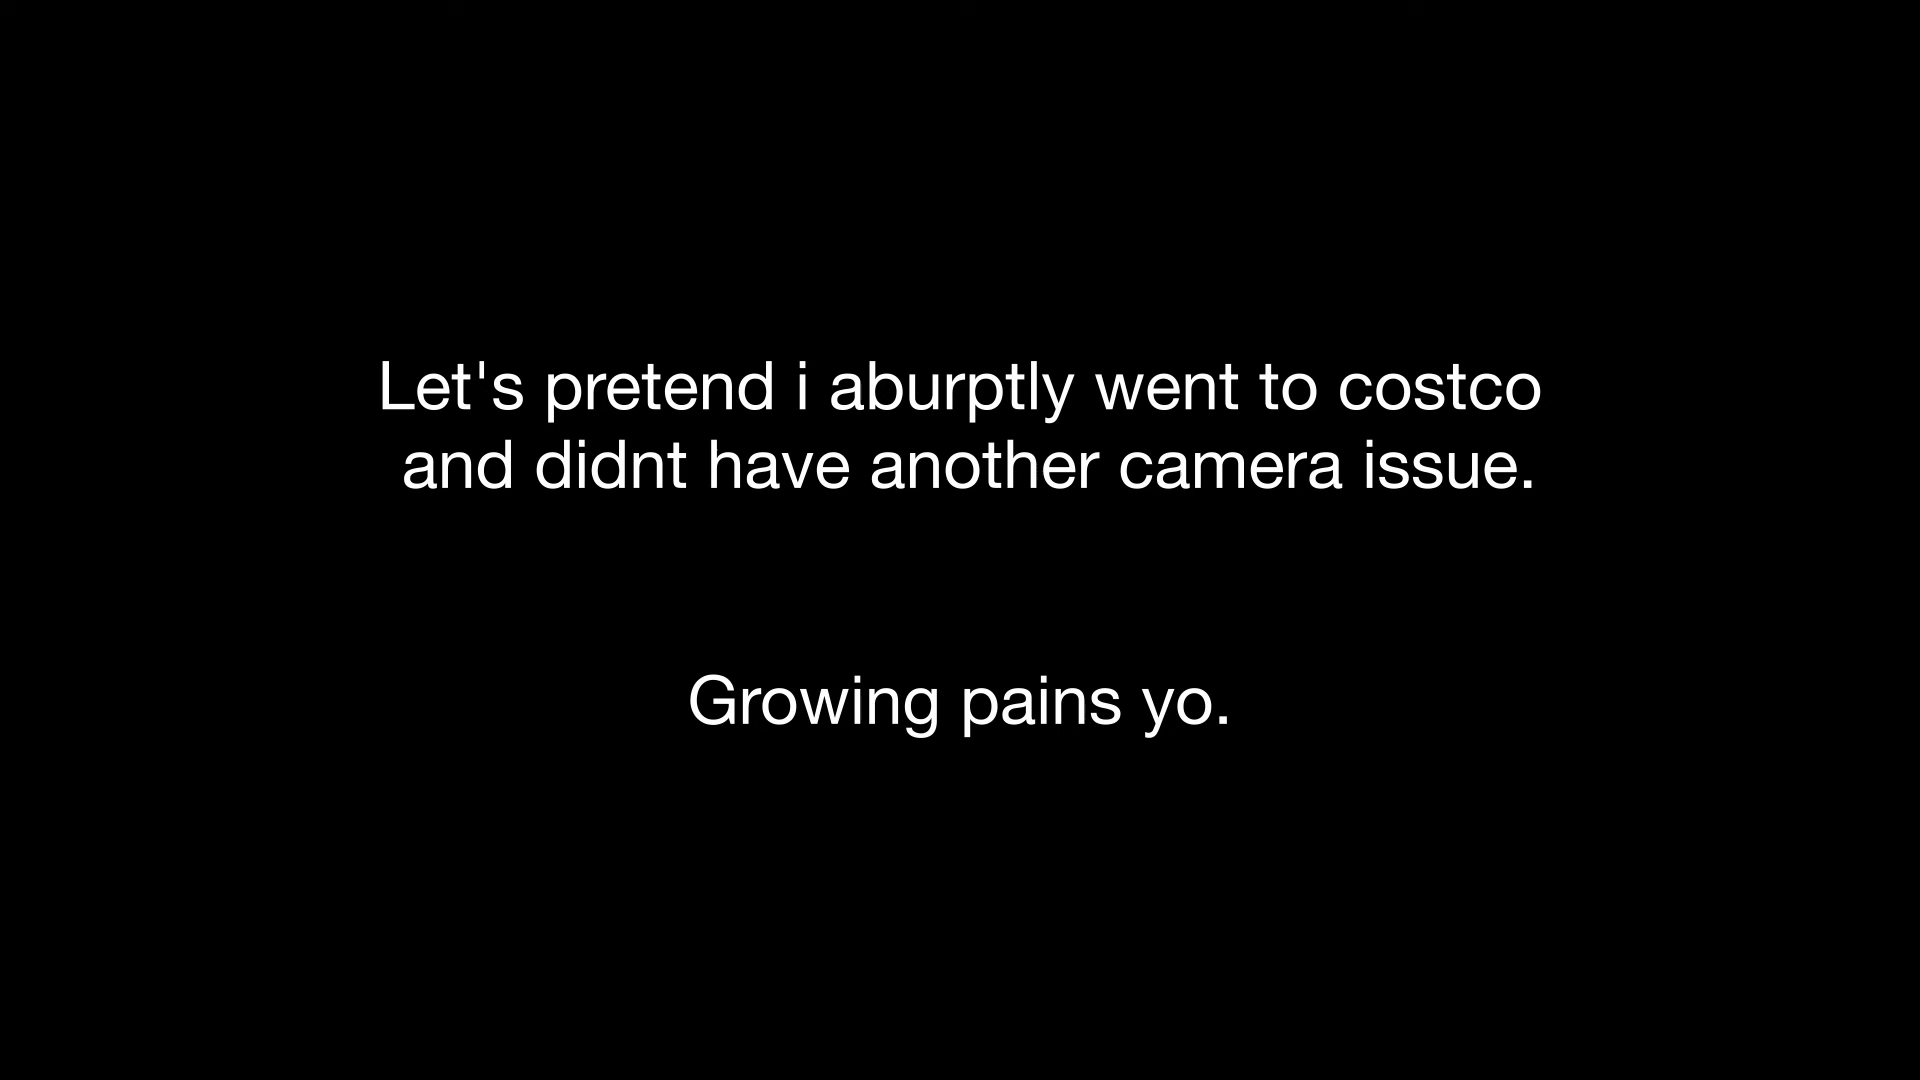 Let's pretend i aburptly went to costco
and didnt have another camera issue.
Growing pains yo.